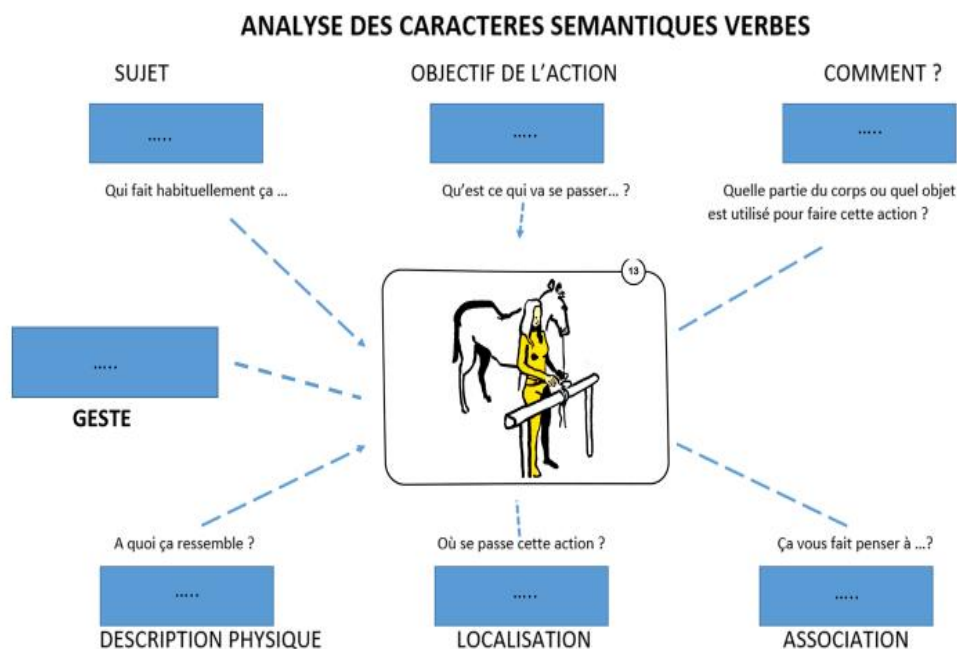 ANALYSE DES CARACTERES SEMANTIQUES VERBES
SUJET
OBJECTIF DE L'ACTION
COMMENT ?
.....
.....
.....
Qui fait habituellement ça ...
Qu'est ce qui va se passer... ?
Quelle partie du corps ou quel objet
est utilisé pour faire cette action ?
13
.....
GESTE
A quoi ça ressemble ?
Où se passe cette action ?
Ça vous fait penser à ...?
.....
.....
.....
DESCRIPTION PHYSIQUE
LOCALISATION
ASSOCIATION